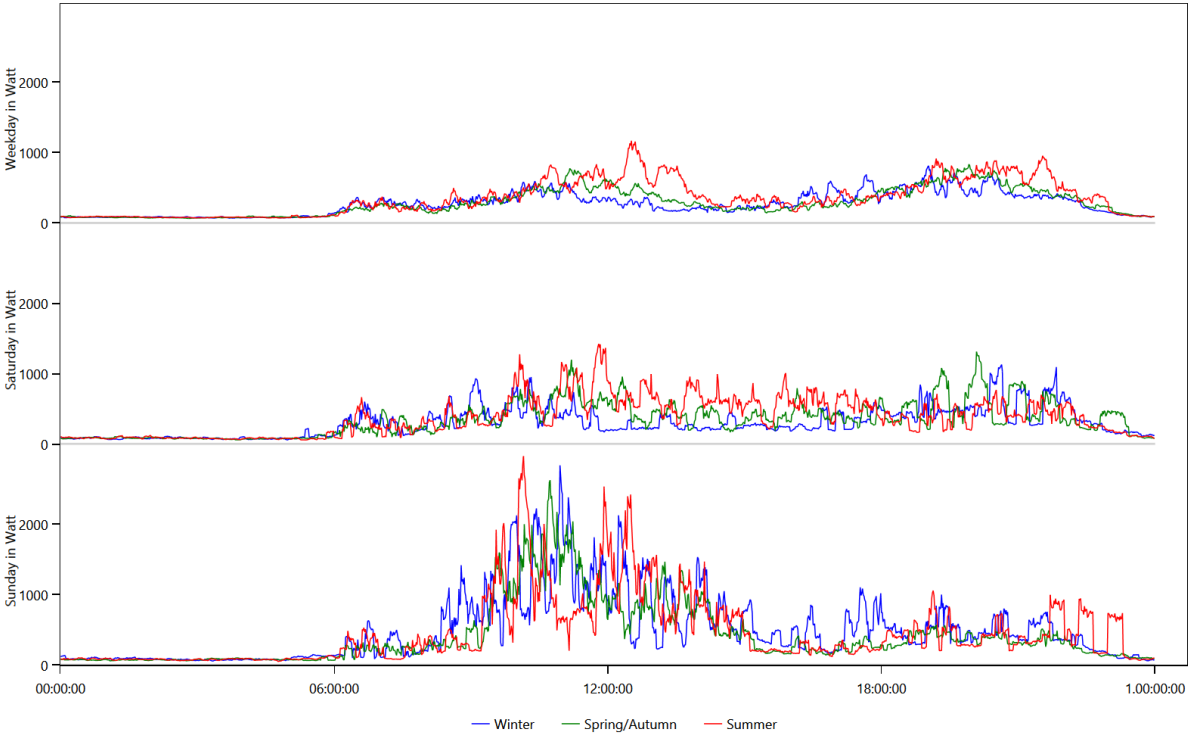 Weekday in Watt
2000
1000
0
Saturday in Watt
2000
1000
0
Sunday in Watt
2000
1000
0
00:00:00 06:00:00 12:00:00 18:00:00 1.00:00:00
Winter Spring/Autumn Summer